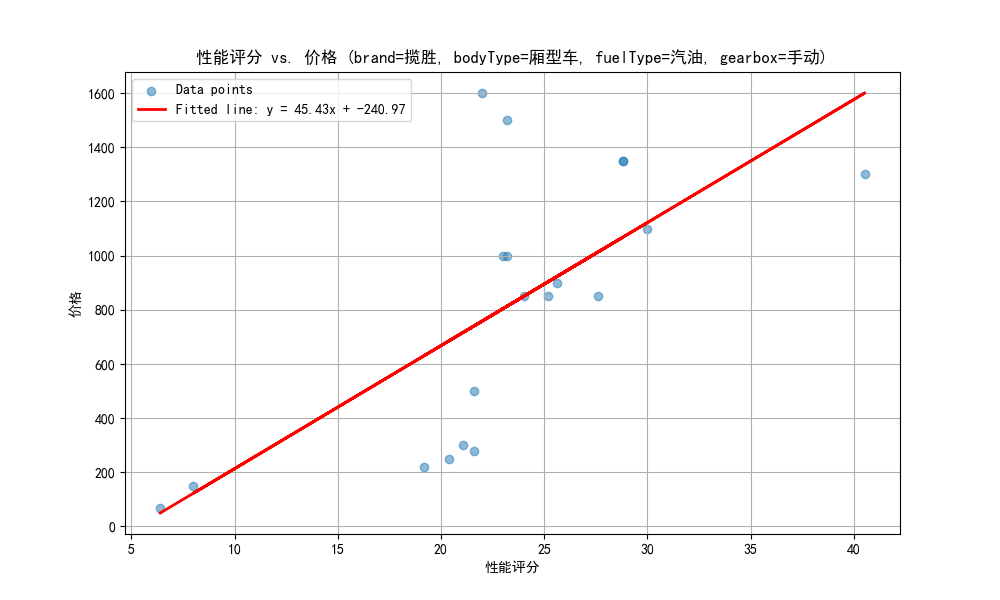 性能评分 vs. 价格 (brand=揽胜, bodyType=厢型车, fuelType=汽油, gearbox=手动)
Data points
Fitted line: y = 45.43x + -240.97
价格
1600
1400
1200
1000
800
600
400
200
0
5 10 15 20 25 30 35 40
性能评分